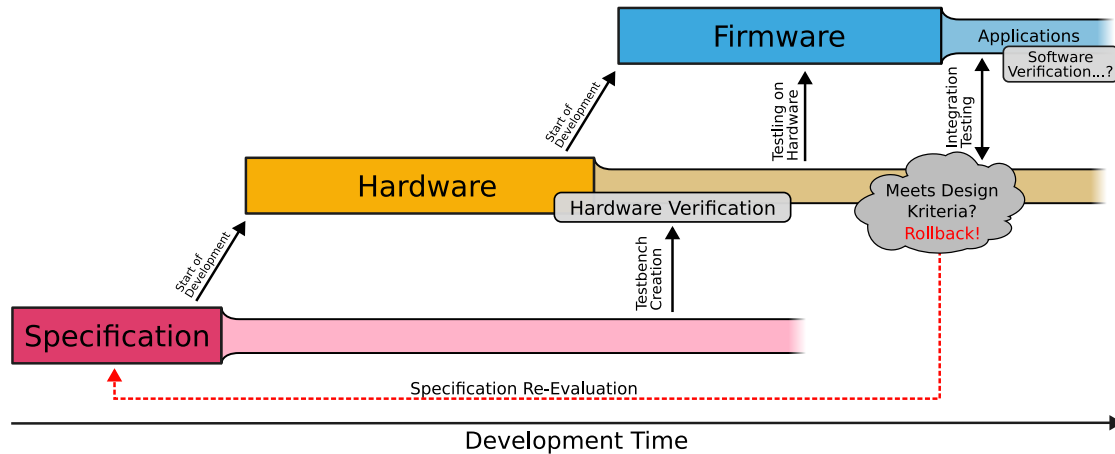 Firmware
Applications
Software
Verification...?
Start of
Development
Testling on
Hardware
Integration
Testing
Hardware
Hardware Verification
Meets Design
Kriteria?
Rollback!
Start of
Development
Testbench
Creation
Specification
Specification Re-Evaluation
Development Time